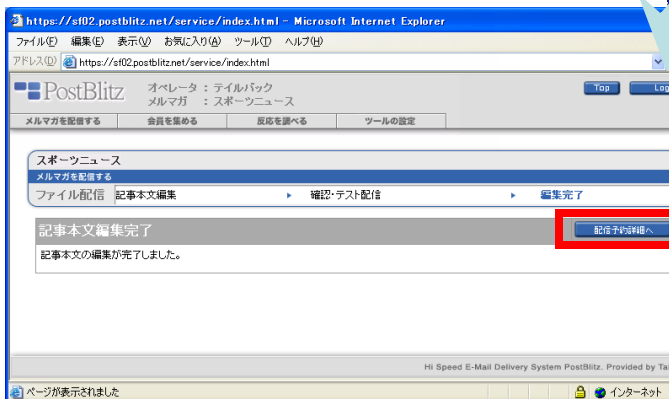 https://sf02.postblitz.net/service/index.html - Microsoft Internet Explorer
ファイル(F) 編集(E) 表示(V) お気に入り(A) ツール(T) ヘルプ(H)
アドレス(D) https://sf02.postblitz.net/service/index.html
PostBlitz オペレータ : テイルバック Top Log
メルマガ : スポーツニュース
メルマガを配信する 会員を集める 反応を調べる ツールの設定
スポーツニュース
メルマガを配信する
ファイル配信 記事本文編集 確認・テスト配信 編集完了
記事本文編集完了 配信予約詳細へ
記事本文の編集が完了しました。
Hi Speed E-Mail Delivery System PostBlitz. Provided by Tai
ページが表示されました インターネット